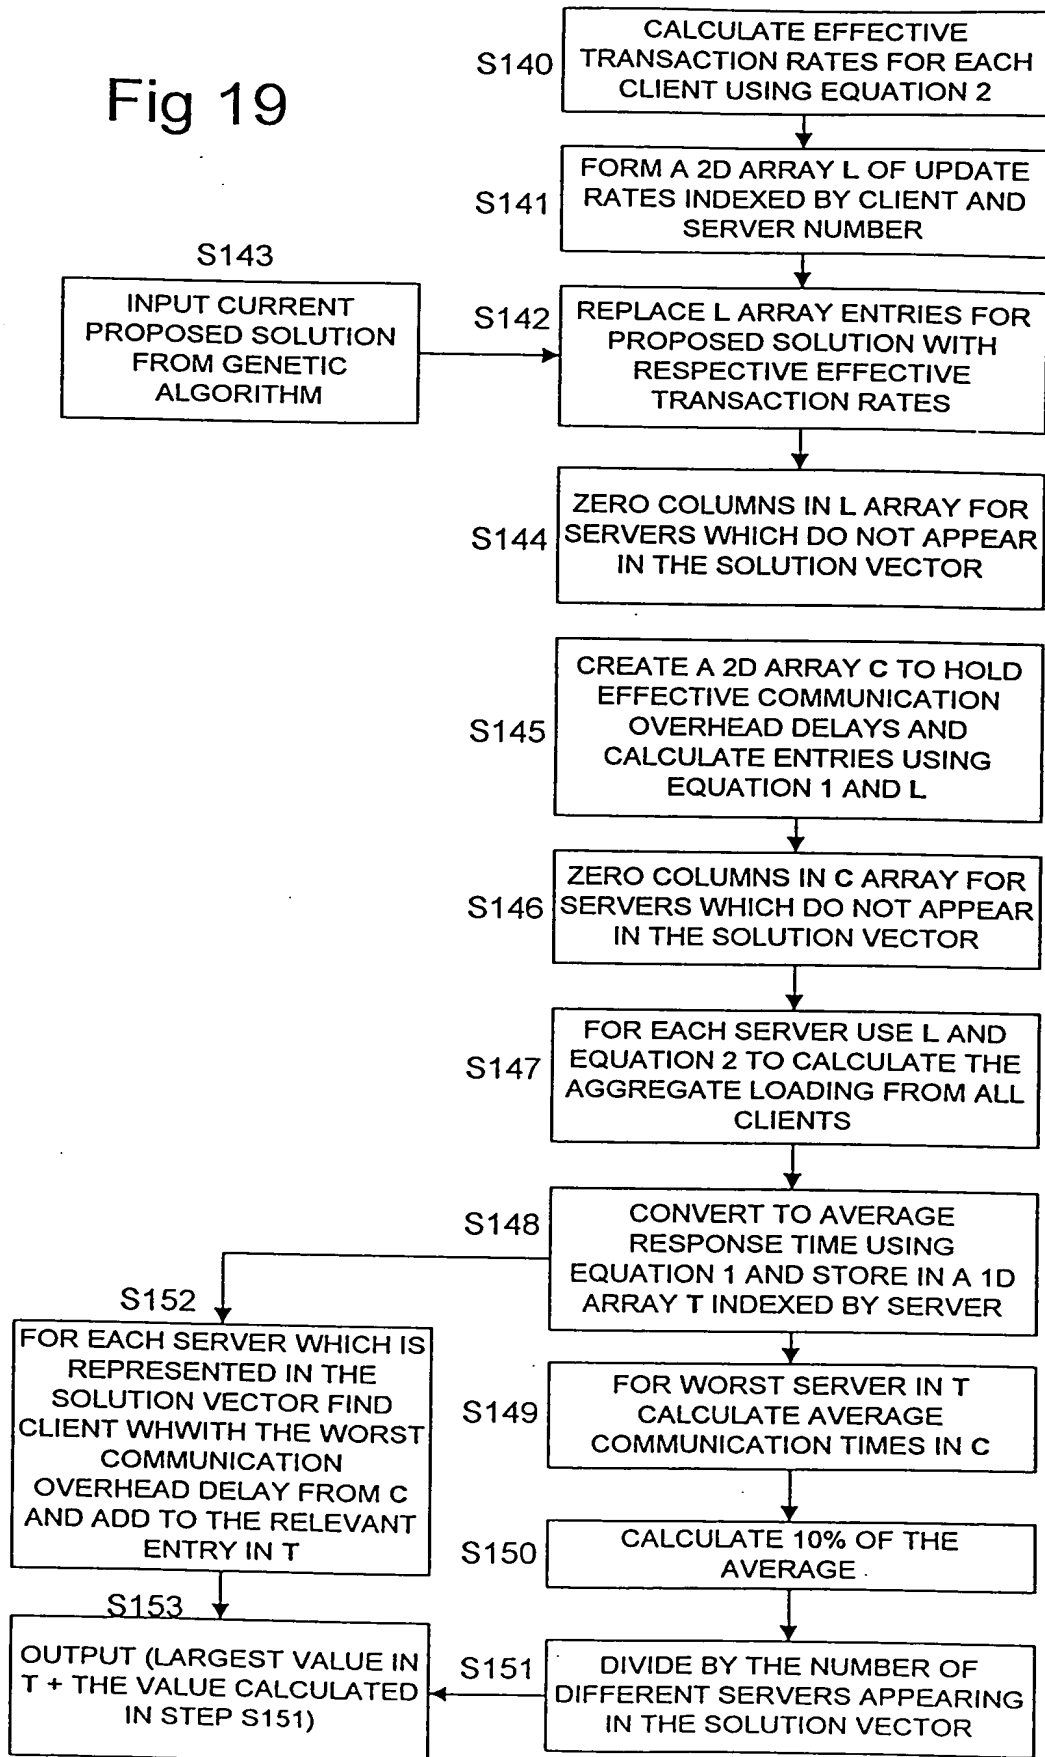 Fig 19
S140
CALCULATE EFFECTIVE
TRANSACTION RATES FOR EACH
CLIENT USING EQUATION 2
S141
FORM A 2D ARRAY L OF UPDATE
RATES INDEXED BY CLIENT AND
SERVER NUMBER
S143
INPUT CURRENT
PROPOSED SOLUTION
FROM GENETIC
ALGORITHM
S142
REPLACE L ARRAY ENTRIES FOR
PROPOSED SOLUTION WITH
RESPECTIVE EFFECTIVE
TRANSACTION RATES
S144
ZERO COLUMNS IN L ARRAY FOR
SERVERS WHICH DO NOT APPEAR
IN THE SOLUTION VECTOR
S145
CREATE A 2D ARRAY C TO HOLD
EFFECTIVE COMMUNICATION
OVERHEAD DELAYS AND
CALCULATE ENTRIES USING
EQUATION 1 AND L
S146
ZERO COLUMNS IN C ARRAY FOR
SERVERS WHICH DO NOT APPEAR
IN THE SOLUTION VECTOR
S147
FOR EACH SERVER USE L AND
EQUATION 2 TO CALCULATE THE
AGGREGATE LOADING FROM ALL
CLIENTS
S148
CONVERT TO AVERAGE
RESPONSE TIME USING
EQUATION 1 AND STORE IN A 1D
ARRAY T INDEXED BY SERVER
S152
FOR EACH SERVER WHICH IS
REPRESENTED IN THE
SOLUTION VECTOR FIND
CLIENT WHWITH THE WORST
COMMUNICATION
OVERHEAD DELAY FROM C
AND ADD TO THE RELEVANT
ENTRY IN T
S149
FOR WORST SERVER IN T
CALCULATE AVERAGE
COMMUNICATION TIMES IN C
S150
CALCULATE 10% OF THE
AVERAGE
S153
OUTPUT (LARGEST VALUE IN
T + THE VALUE CALCULATED
IN STEP S151)
S151
DIVIDE BY THE NUMBER OF
DIFFERENT SERVERS APPEARING
IN THE SOLUTION VECTOR